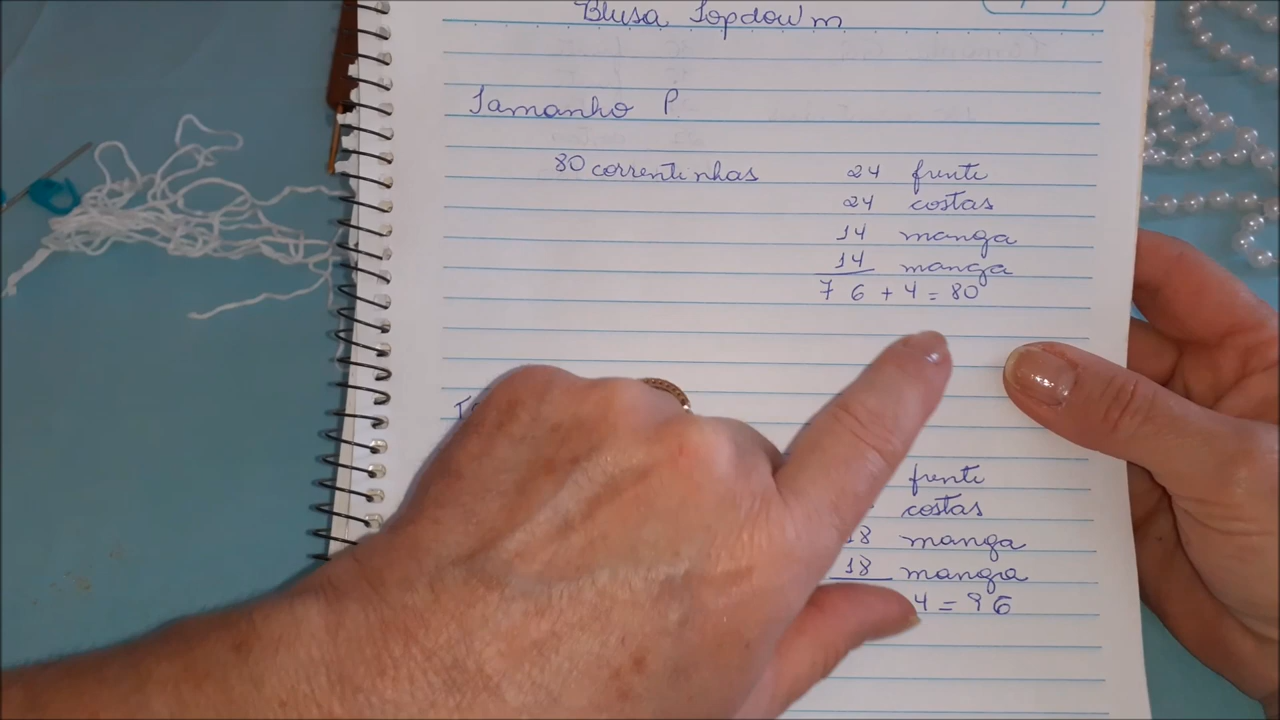 Blusa Topdowm
Tamanho P
80 correntinhas 24 frente
24 costas
14 manga
14 manga
76 + 4 = 80
frente
costas
18 manga
18 manga
4 = 96